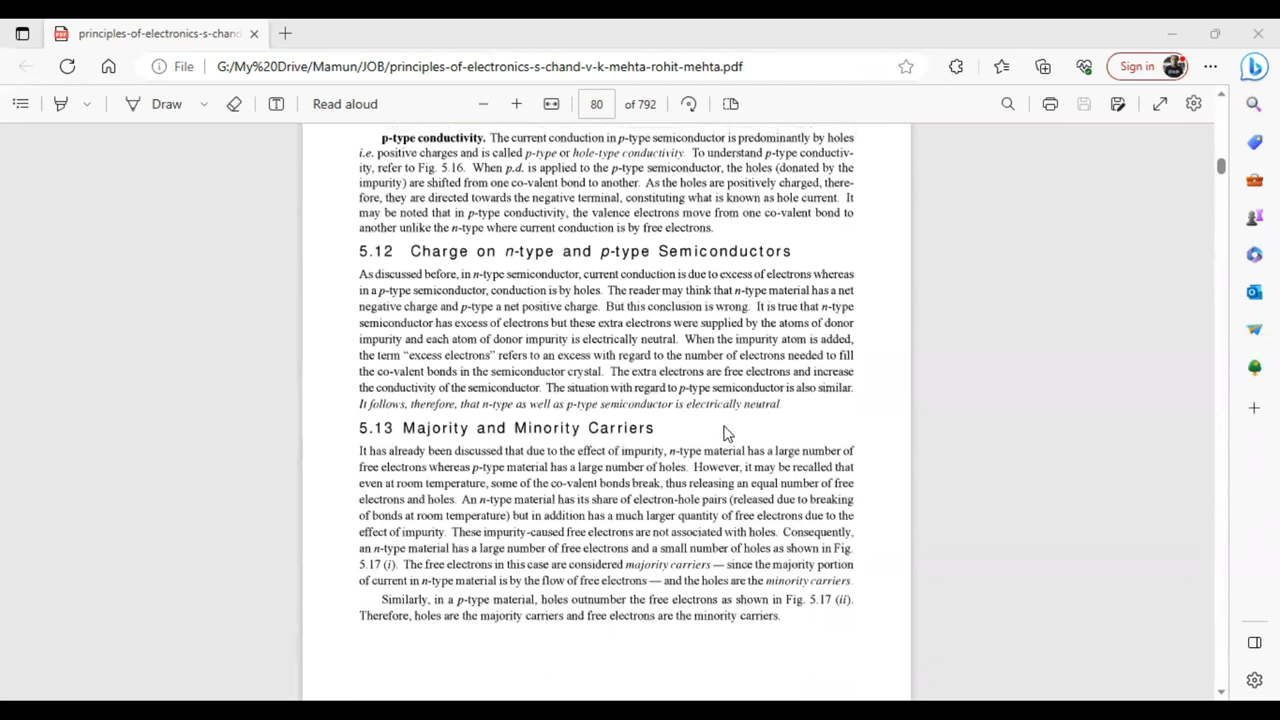 principles-of-electronics-s-chand
File G:/My%20Drive/Mamun/JOB/principles-of-electronics-s-chand-v-k-mehta-rohit-mehta.pdf Sign in
Draw Read aloud 80 of 792
p-type conductivity. The current conduction in p-type semiconductor is predominantly by holes
i.e. positive charges and is called p-type or hole-type conductivity. To understand p-type conductiv-
ity, refer to Fig. 5.16. When p.d. is applied to the p-type semiconductor, the holes (donated by the
impurity) are shifted from one co-valent bond to another. As the holes are positively charged, there-
fore, they are directed towards the negative terminal, constituting what is known as hole current. It
may be noted that in p-type conductivity, the valence electrons move from one co-valent bond to
another unlike the n-type where current conduction is by free electrons.
5.12 Charge on n-type and p-type Semiconductors
As discussed before, in n-type semiconductor, current conduction is due to excess of electrons whereas
in a p-type semiconductor, conduction is by holes. The reader may think that n-type material has a net
negative charge and p-type a net positive charge. But this conclusion is wrong. It is true that n-type
semiconductor has excess of electrons but these extra electrons were supplied by the atoms of donor
impurity and each atom of donor impurity is electrically neutral. When the impurity atom is added,
the term “excess electrons” refers to an excess with regard to the number of electrons needed to fill
the co-valent bonds in the semiconductor crystal. The extra electrons are free electrons and increase
the conductivity of the semiconductor. The situation with regard to p-type semiconductor is also similar.
It follows, therefore, that n-type as well as p-type semiconductor is electrically neutral.
5.13 Majority and Minority Carriers
It has already been discussed that due to the effect of impurity, n-type material has a large number of
free electrons whereas p-type material has a large number of holes. However, it may be recalled that
even at room temperature, some of the co-valent bonds break, thus releasing an equal number of free
electrons and holes. An n-type material has its share of electron-hole pairs (released due to breaking
of bonds at room temperature) but in addition has a much larger quantity of free electrons due to the
effect of impurity. These impurity-caused free electrons are not associated with holes. Consequently,
an n-type material has a large number of free electrons and a small number of holes as shown in Fig.
5.17 (i). The free electrons in this case are considered majority carriers — since the majority portion
of current in n-type material is by the flow of free electrons — and the holes are the minority carriers.
Similarly, in a p-type material, holes outnumber the free electrons as shown in Fig. 5.17 (ii).
Therefore, holes are the majority carriers and free electrons are the minority carriers.